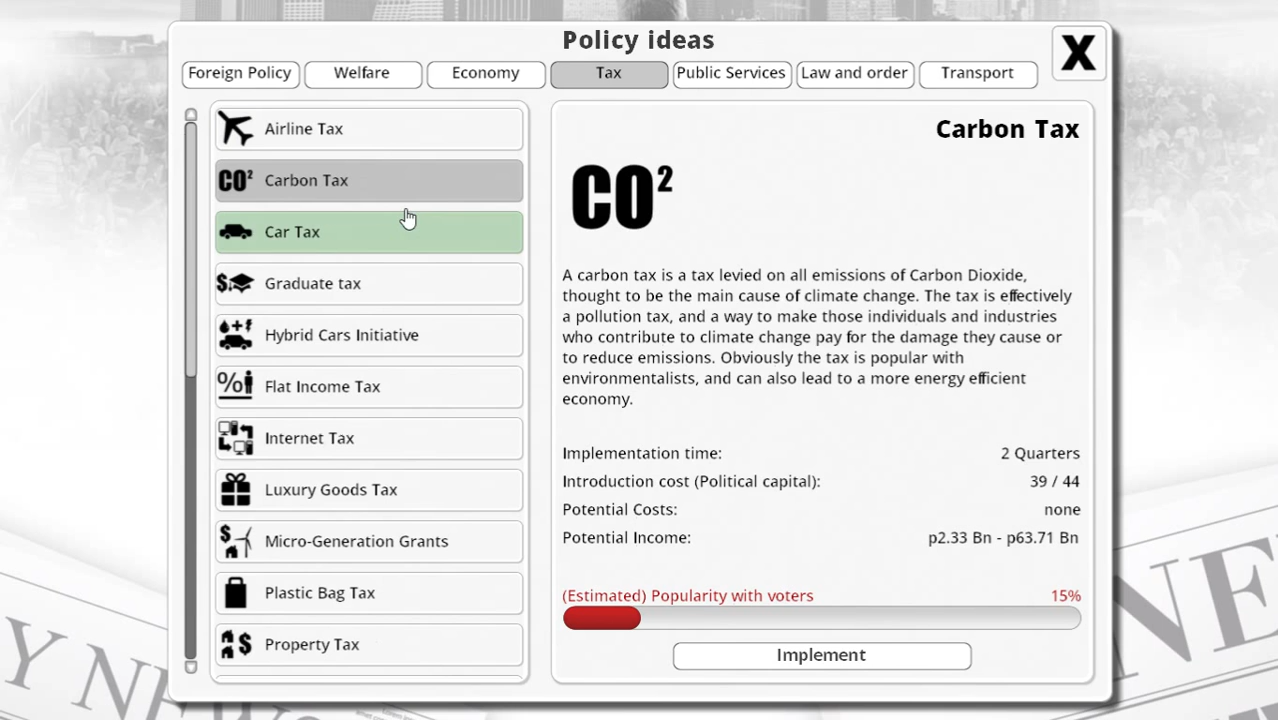 Policy ideas
X
Foreign Policy
Welfare
Economy
Tax
Public Services
Law and order
Transport
Airline Tax
CO² Carbon Tax
Car Tax
$ Graduate tax
Hybrid Cars Initiative
% Flat Income Tax
Internet Tax
Luxury Goods Tax
$ Micro-Generation Grants
Plastic Bag Tax
$ Property Tax
Carbon Tax
CO²
A carbon tax is a tax levied on all emissions of Carbon Dioxide,
thought to be the main cause of climate change. The tax is effectively
a pollution tax, and a way to make those individuals and industries
who contribute to climate change pay for the damage they cause or
to reduce emissions. Obviously the tax is popular with
environmentalists, and can also lead to a more energy efficient
economy.
Implementation time: 2 Quarters
Introduction cost (Political capital): 39 / 44
Potential Costs: none
Potential Income: p2.33 Bn - p63.71 Bn
(Estimated) Popularity with voters 15%
Implement